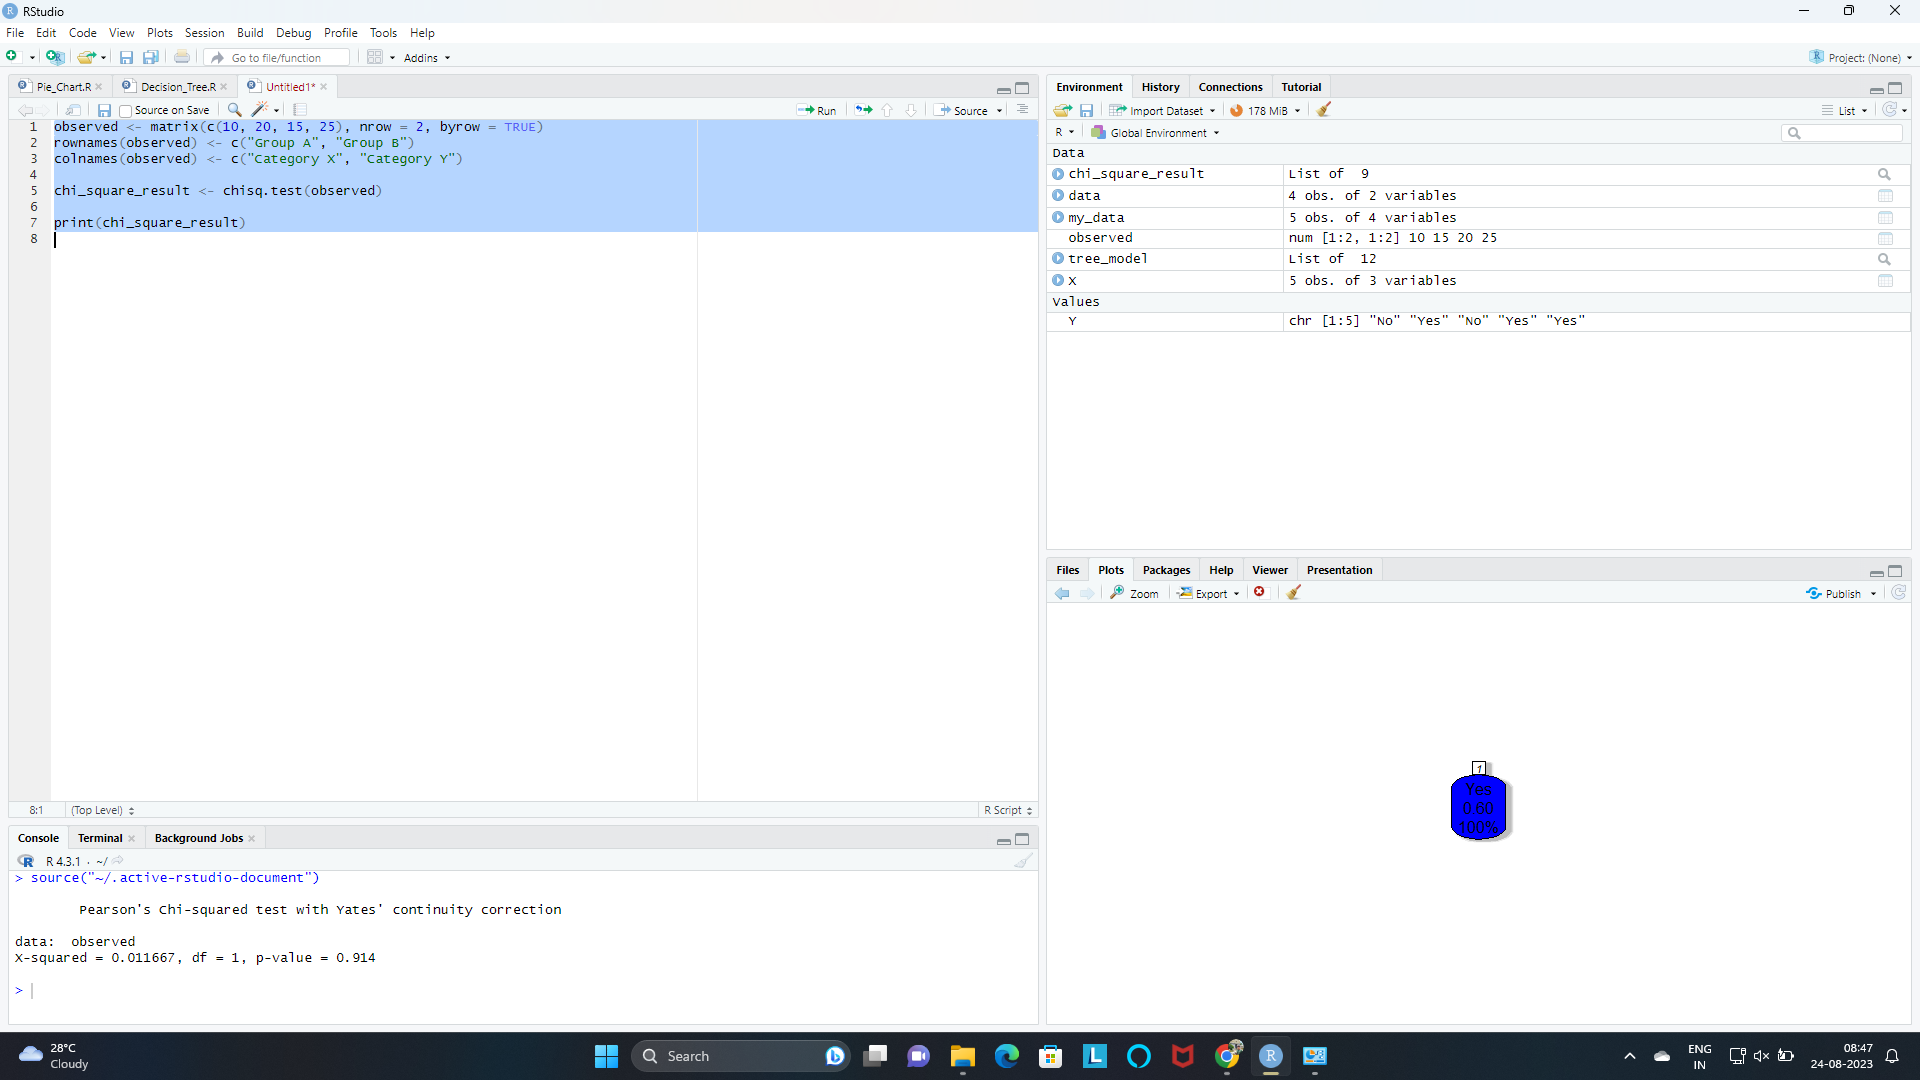 RStudio
File Edit Code View Plots Session Build Debug Profile Tools Help
Go to file/function Addins Project: (None)
Pie_Chart.R Decision_Tree.R Untitled1*
Source on Save Run Source
1 observed <- matrix(c(10, 20, 15, 25), nrow = 2, byrow = TRUE)
2 rownames(observed) <- c("Group A", "Group B")
3 colnames(observed) <- c("Category X", "Category Y")
4
5 chi_square_result <- chisq.test(observed)
6
7 print(chi_square_result)
8
8:1 (Top Level) R Script
Console Terminal Background Jobs
R 4.3.1 · ~/
> source("~/.active-rstudio-document")
Pearson's Chi-squared test with Yates' continuity correction
data: observed
X-squared = 0.011667, df = 1, p-value = 0.914
>
Environment History Connections Tutorial
Import Dataset 178 MiB List
R Global Environment
Data
chi_square_result List of 9
data 4 obs. of 2 variables
my_data 5 obs. of 4 variables
observed num [1:2, 1:2] 10 15 20 25
tree_model List of 12
X 5 obs. of 3 variables
Values
Y chr [1:5] "No" "Yes" "No" "Yes" "Yes"
Files Plots Packages Help Viewer Presentation
Zoom Export Publish
1
Yes
0.60
100%
28°C
Cloudy
Search
ENG
IN
08:47
24-08-2023